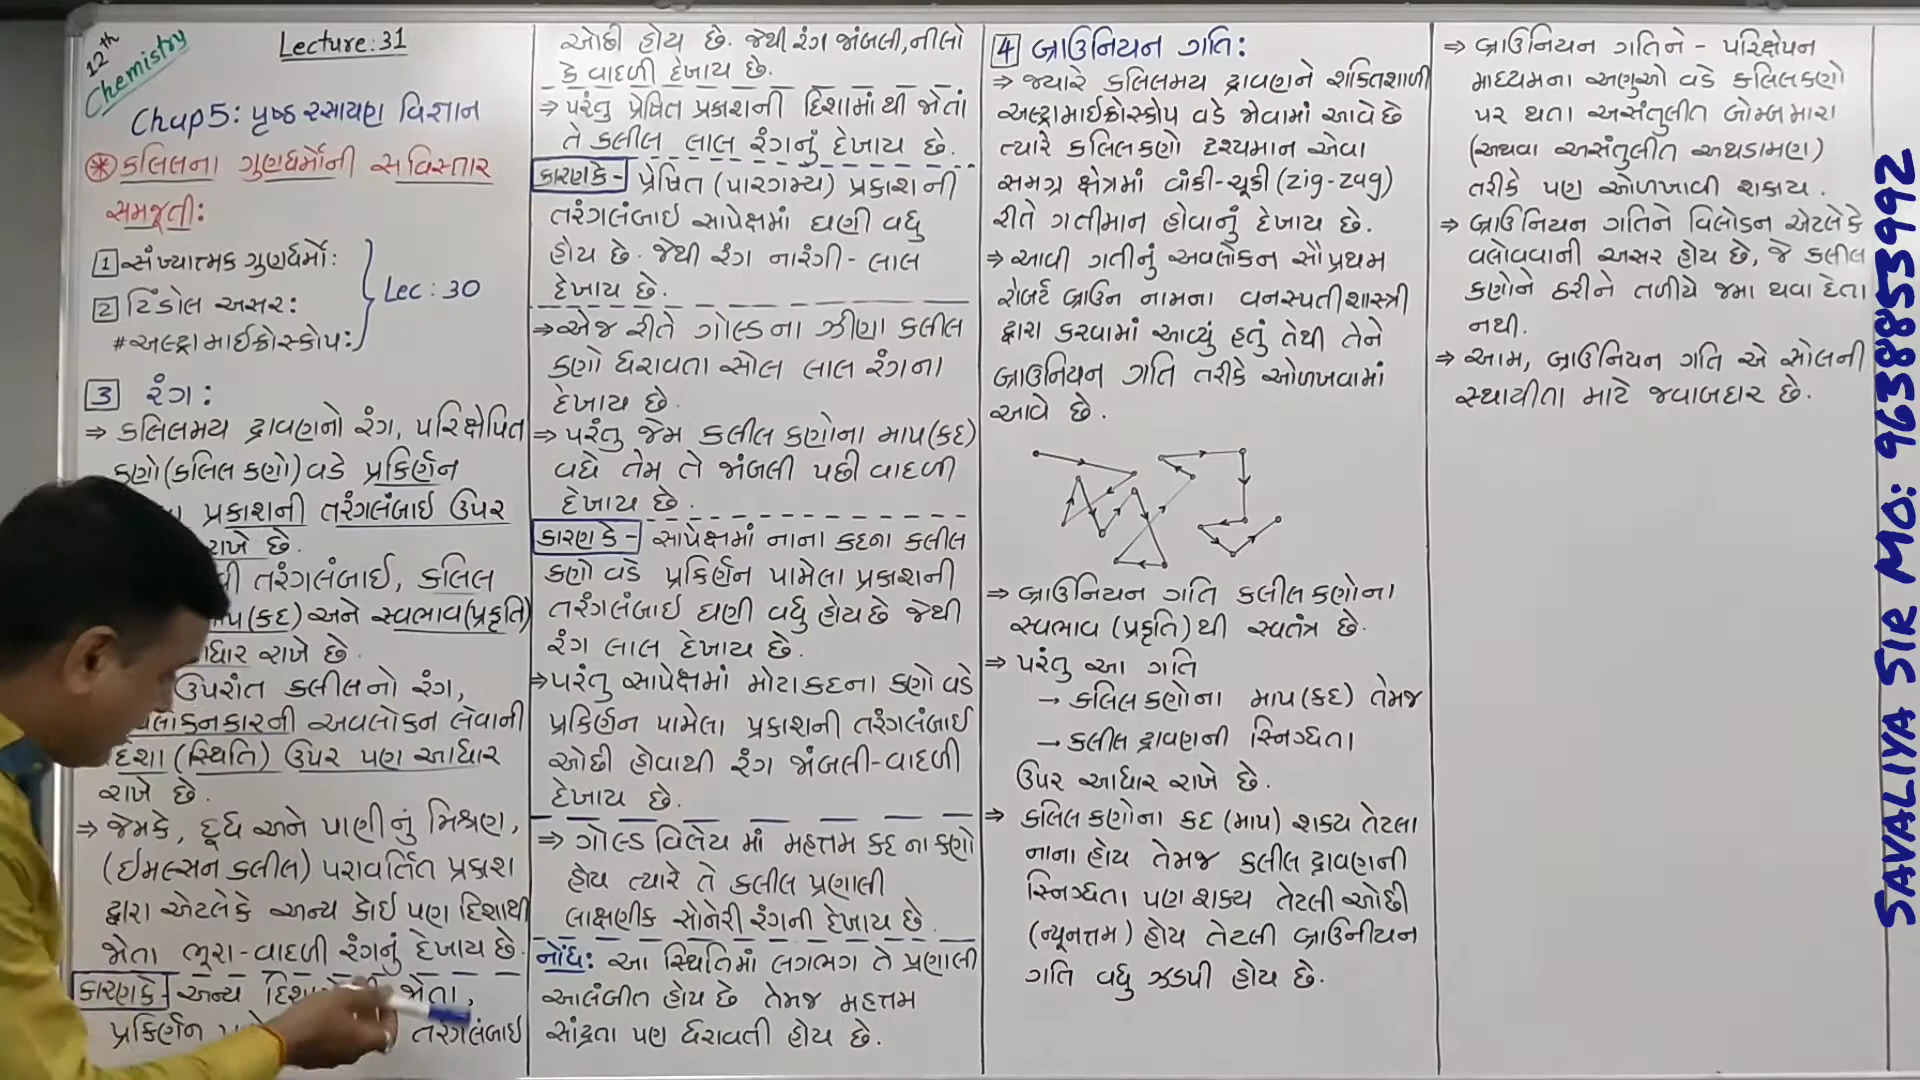 12th
Chemistry
Lecture: 31
Chap 5: પૃષ્ઠ રસાયણ વિજ્ઞાન
* કલિલના ગુણધર્મોની સવિસ્તાર
સમજૂતી:
1 સંખ્યાત્મક ગુણધર્મો:
2 ટિંડોલ અસર:
# અલ્ટ્રામાઈક્રોસ્કોપ:
Lec: 30
3 રંગ:
⇒ કલિલમય દ્રાવણનો રંગ, પરિક્ષેપિત
કણો (કલિલ કણો) વડે પ્રકિર્ણન
પ્રકાશની તરંગલંબાઈ ઉપર
રાખે છે.
તરંગલંબાઈ, કલિલ
(કદ) અને સ્વભાવ (પ્રકૃતિ)
રાખે છે.
ઉપરાંત કલીલનો રંગ,
અવલોકન લેવાની
દિશા (સ્થિતિ) ઉપર પણ આર્ધાર
રાખે છે.
⇒ જેમકે, દૂધ અને પાણીનું મિશ્રણ,
(ઈમલ્સન કલીલ) પરાવર્તિત પ્રકાશ
દ્વારા એટલેકે અન્ય કોઈ પણ દિશાથી
જોતા ભૂરા-વાદળી રંગનું દેખાય છે.
કારણકે- અન્ય જોતા,
પ્રકિર્ણન તરંગલંબાઈ
ઓછી હોય છે. જેથી રંગ જાંબલી, નીલો
કે વાદળી દેખાય છે.
⇒ પરંતુ પ્રેષિત પ્રકાશની દિશામાંથી જોતાં
તે કલીલ લાલ રંગનું દેખાય છે.
કારણકે- પ્રેષિત (પારગમ્ય) પ્રકાશની
તરંગલંબાઈ સાપેક્ષમાં ઘણી વધુ
હોય છે. જેથી રંગ નારંગી-લાલ
દેખાય છે.
⇒ એજ રીતે ગોલ્ડના ઝીણા કલીલ
કણો ધરાવતા સોલ લાલ રંગના
દેખાય છે.
⇒ પરંતુ જેમ કલીલ કણોના માપ (કદ)
વધે તેમ તે જાંબલી પછી વાદળી
દેખાય છે.
કારણકે- સાપેક્ષમાં નાના કદના કલીલ
કણો વડે પ્રકિર્ણન પામેલા પ્રકાશની
તરંગલંબાઈ ઘણી વધુ હોય છે જેથી
રંગ લાલ દેખાય છે.
⇒ પરંતુ સાપેક્ષમાં મોટા કદના કણો વડે
પ્રકિર્ણન પામેલા પ્રકાશની તરંગલંબાઈ
ઓછી હોવાથી રંગ જાંબલી-વાદળી
દેખાય છે.
⇒ ગોલ્ડ વિલેય માં મહત્તમ કદ ના કણો
હોય ત્યારે તે કલીલ પ્રણાલી
લાક્ષણીક સોનેરી રંગની દેખાય છે.
નોંધ: આ સ્થિતિમાં લગભગ તે પ્રણાલી
આલંબીત હોય છે તેમજ મહત્તમ
સાંદ્રતા પણ ધરાવતી હોય છે.
4 બ્રાઉનિયન ગતિ:
⇒ જ્યારે કલિલમય દ્રાવણને શક્તિશાળી
અલ્ટ્રામાઈક્રોસ્કોપ વડે જોવામાં આવે છે
ત્યારે કલિલકણો દૃશ્યમાન એવા
સમગ્ર ક્ષેત્રમાં વાંકી-ચૂકી (zig-zag)
રીતે ગતીમાન હોવાનું દેખાય છે.
⇒ આવી ગતીનું અવલોકન સૌપ્રથમ
રોબર્ટ બ્રાઉન નામના વનસ્પતીશાસ્ત્રી
દ્વારા કરવામાં આવ્યું હતું તેથી તેને
બ્રાઉનિયન ગતિ તરીકે ઓળખવામાં
આવે છે.
⇒ બ્રાઉનિયન ગતિ કલીલ કણોના
સ્વભાવ (પ્રકૃતિ) થી સ્વતંત્ર છે.
⇒ પરંતુ આ ગતિ
→ કલિલ કણોના માપ (કદ) તેમજ
→ કલીલ દ્રાવણની સ્નિગ્ધતા
ઉપર આર્ધાર રાખે છે.
⇒ કલિલ કણોના કદ (માપ) શક્ય તેટલા
નાના હોય તેમજ કલીલ દ્રાવણની
સ્નિગ્ધતા પણ શક્ય તેટલી ઓછી
(ન્યૂનત્તમ) હોય તેટલી બ્રાઉનીયન
ગતિ વધુ ઝડપી હોય છે.
⇒ બ્રાઉનિયન ગતિને - પરિક્ષેપન
માધ્યમના અણુઓ વડે કલિલકણો
પર થતા અસંતુલીત બોમ્બમારા
(અથવા અસંતુલીત અથડામણ)
તરીકે પણ ઓળખાવી શકાય.
⇒ બ્રાઉનિયન ગતિને વિલોડન એટલેકે
વલોવવાની અસર હોય છે, જે કલીલ
કણોને ઠરીને તળીયે જમા થવા દેતા
નથી.
⇒ આમ, બ્રાઉનિયન ગતિ એ સોલની
સ્થાયીતા માટે જવાબદાર છે.
SAVALIYA SIR MO: 9638853992